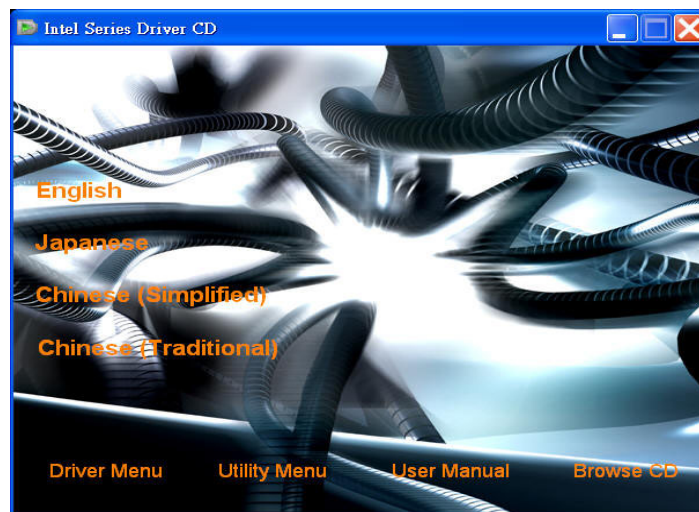 Intel Series Driver CD
English
Japanese
Chinese (Simplified)
Chinese (Traditional)
Driver Menu Utility Menu User Manual Browse CD